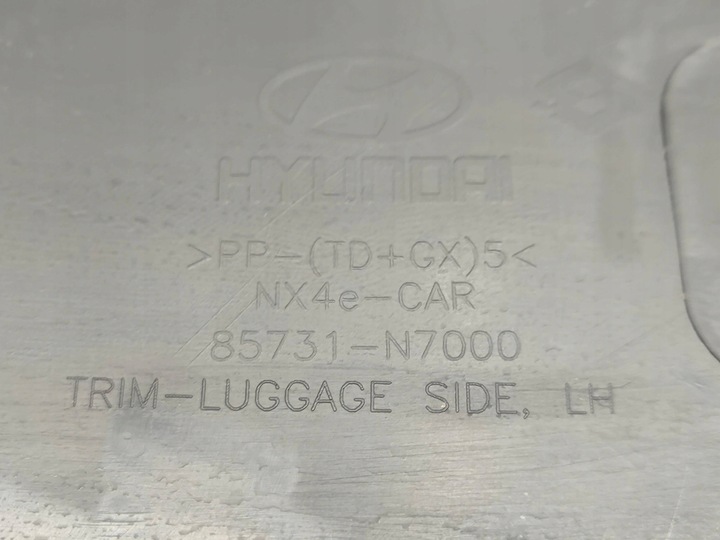 HYUNDAI
>PP-(TD+GX)5<
NX4e-CAR
85731-N7000
TRIM-LUGGAGE SIDE, LH